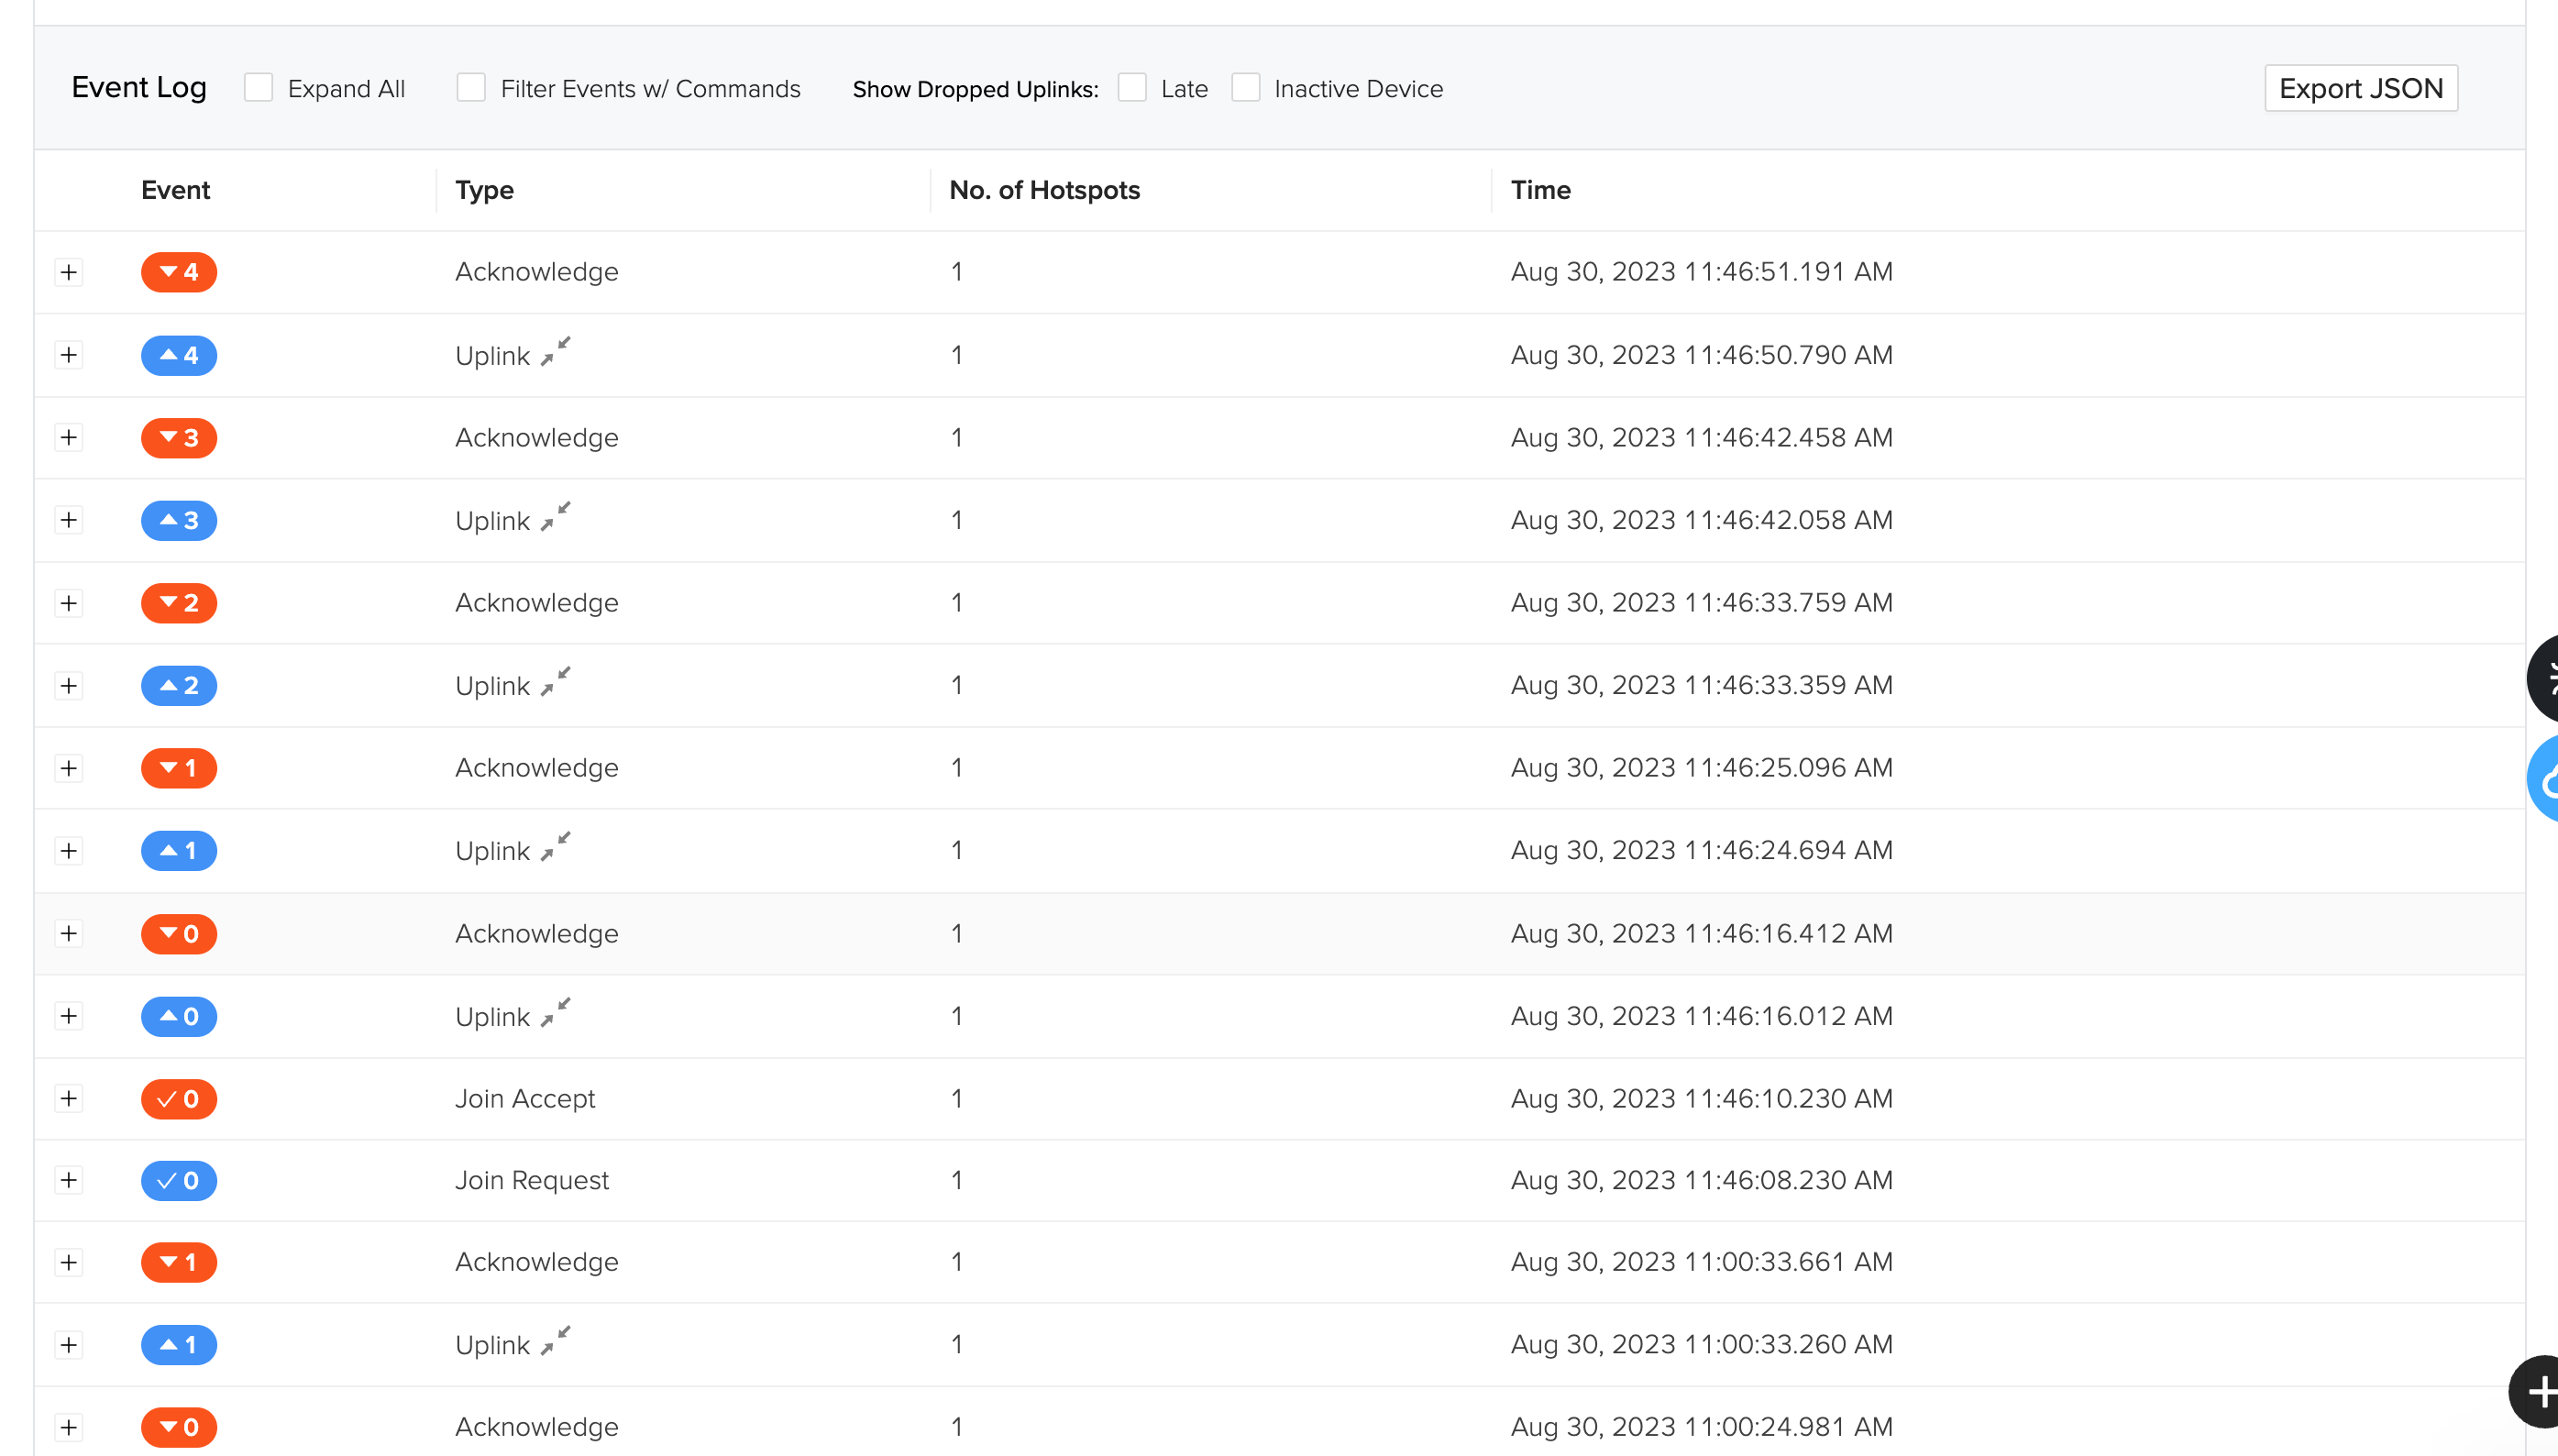 Event Log Expand All Filter Events w/ Commands Show Dropped Uplinks: Late Inactive Device Export JSON
Event Type No. of Hotspots Time
4 Acknowledge 1 Aug 30, 2023 11:46:51.191 AM
4 Uplink 1 Aug 30, 2023 11:46:50.790 AM
3 Acknowledge 1 Aug 30, 2023 11:46:42.458 AM
3 Uplink 1 Aug 30, 2023 11:46:42.058 AM
2 Acknowledge 1 Aug 30, 2023 11:46:33.759 AM
2 Uplink 1 Aug 30, 2023 11:46:33.359 AM
1 Acknowledge 1 Aug 30, 2023 11:46:25.096 AM
1 Uplink 1 Aug 30, 2023 11:46:24.694 AM
0 Acknowledge 1 Aug 30, 2023 11:46:16.412 AM
0 Uplink 1 Aug 30, 2023 11:46:16.012 AM
0 Join Accept 1 Aug 30, 2023 11:46:10.230 AM
0 Join Request 1 Aug 30, 2023 11:46:08.230 AM
1 Acknowledge 1 Aug 30, 2023 11:00:33.661 AM
1 Uplink 1 Aug 30, 2023 11:00:33.260 AM
0 Acknowledge 1 Aug 30, 2023 11:00:24.981 AM